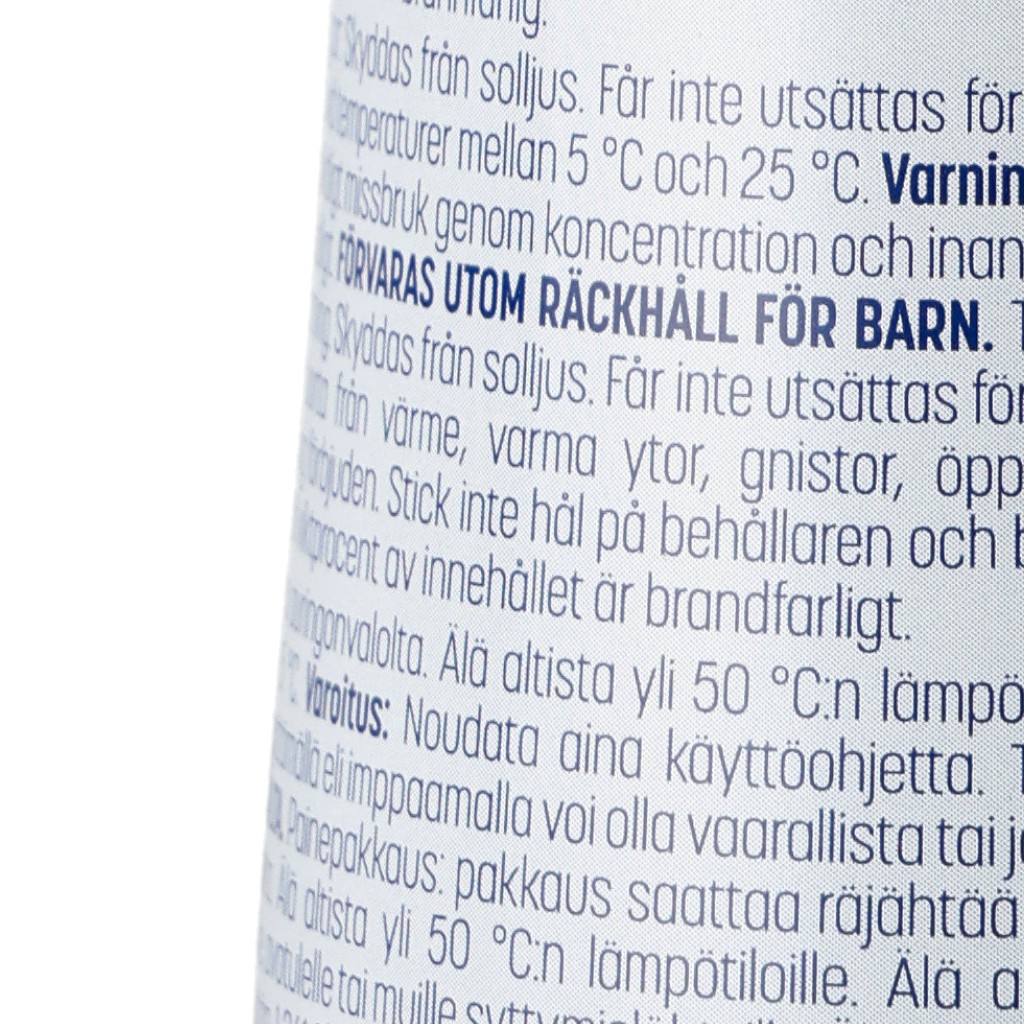 Skyddas från solljus. Får inte utsättas för
temperaturer mellan 5 °C och 25 °C. Varnin
missbruk genom koncentration och inan
FÖRVARAS UTOM RÄCKHÅLL FÖR BARN. T
Skyddas från solljus. Får inte utsättas för
från värme, varma ytor, gnistor, öpp
Stick inte hål på behållaren och b
procent av innehållet är brandfarligt.
Älä altista yli 50 °C:n lämpö
Varoitus: Noudata aina käyttöohjetta. T
eli imppaamalla voi olla vaarallista tai j
Painepakkaus: pakkaus saattaa räjähtää
Älä altista yli 50 °C:n lämpötiloille. Älä a
tai muille